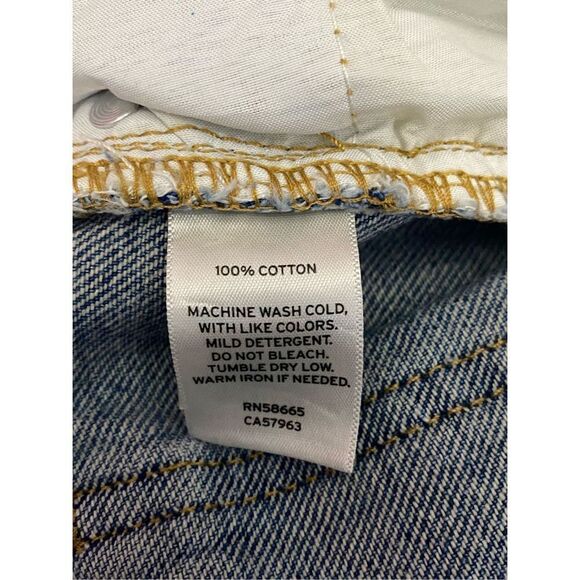 100% COTTON
MACHINE WASH COLD,
WITH LIKE COLORS.
MILD DETERGENT.
DO NOT BLEACH.
TUMBLE DRY LOW.
WARM IRON IF NEEDED.
RN58665
CA57963